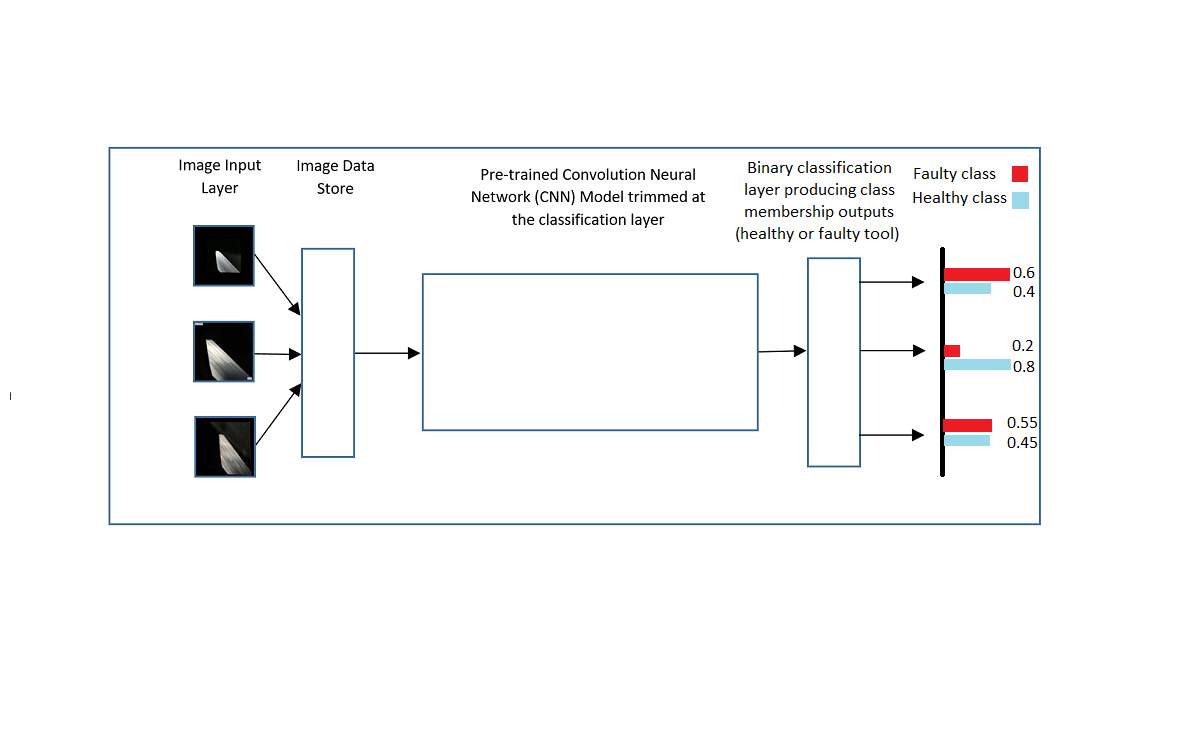 Image Input
Layer
Image Data
Store
Pre-trained Convolution Neural
Network (CNN) Model trimmed at
the classification layer
Binary classification
layer producing class
membership outputs
(healthy or faulty tool)
Faulty class
Healthy class
0.6
0.4
0.2
0.8
0.55
0.45